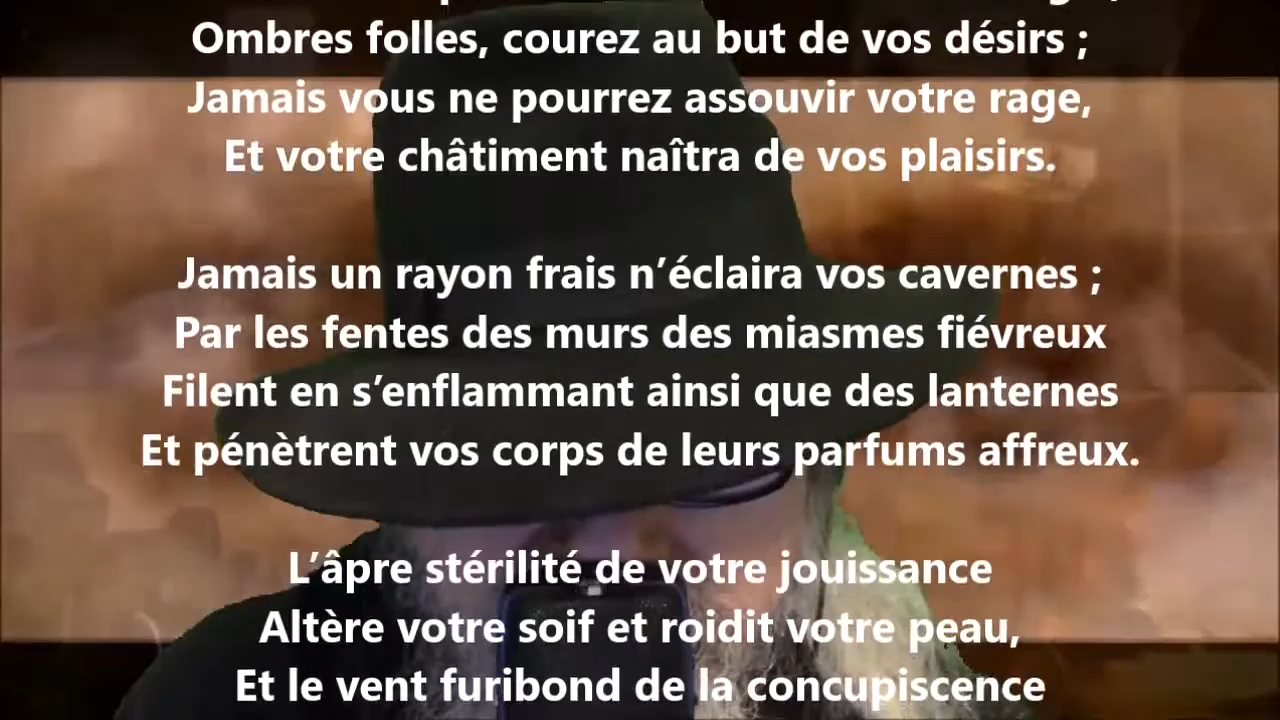 Ombres folles, courez au but de vos désirs ;
Jamais vous ne pourrez assouvir votre rage,
Et votre châtiment naîtra de vos plaisirs.
Jamais un rayon frais n’éclaira vos cavernes ;
Par les fentes des murs des miasmes fiévreux
Filent en s’enflammant ainsi que des lanternes
Et pénètrent vos corps de leurs parfums affreux.
L’âpre stérilité de votre jouissance
Altère votre soif et roidit votre peau,
Et le vent furibond de la concupiscence